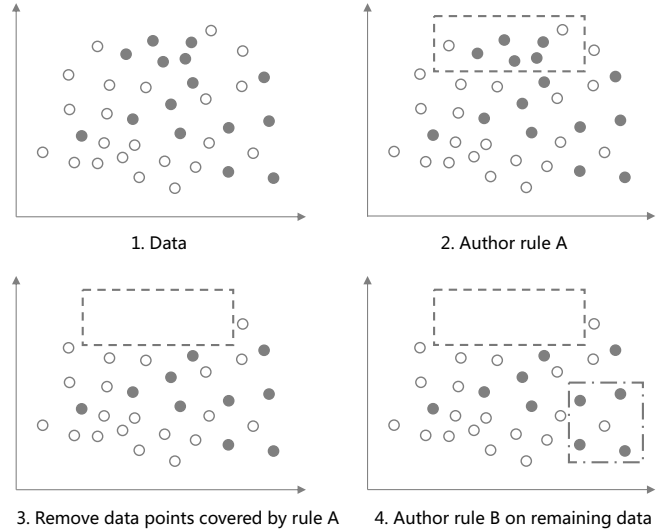 1. Data
2. Author rule A
3. Remove data points covered by rule A
4. Author rule B on remaining data